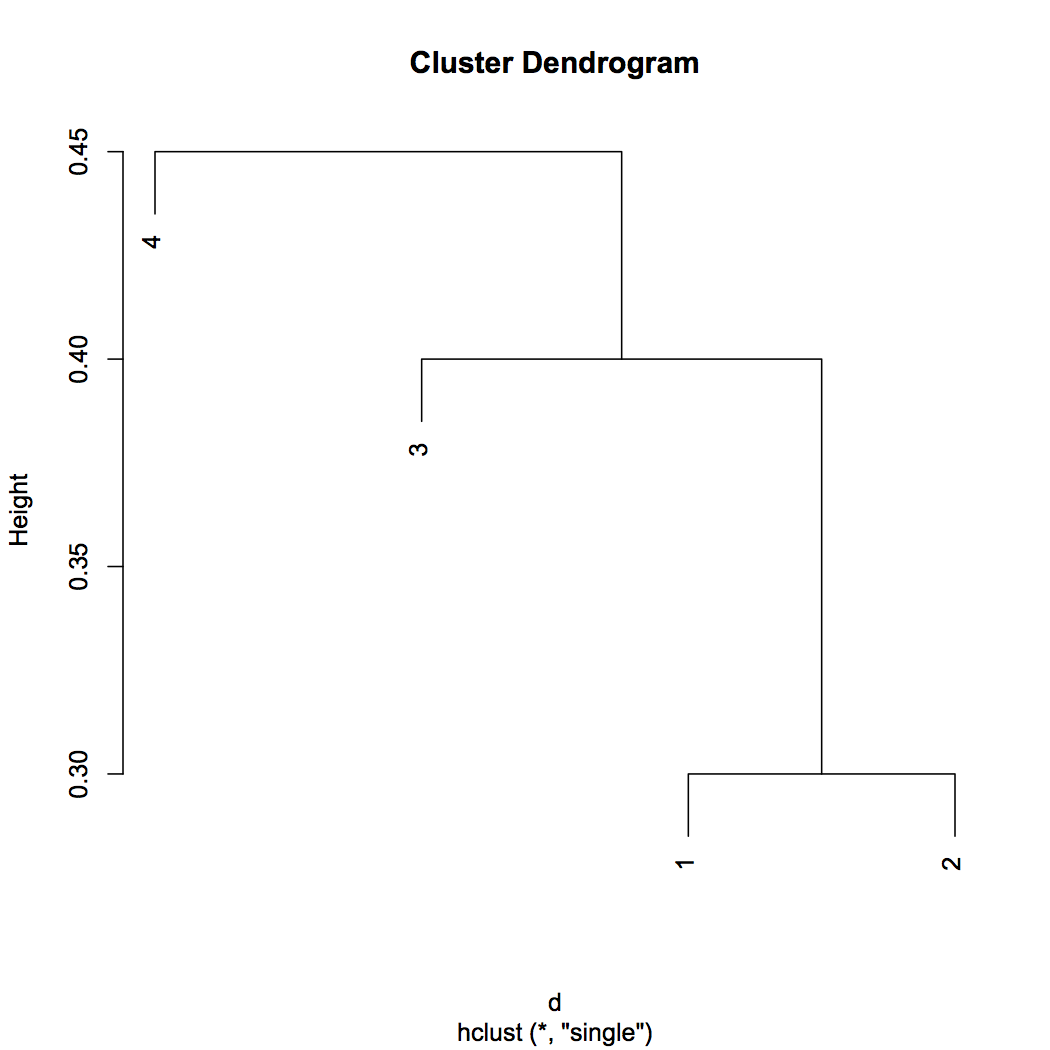 Cluster Dendrogram
Height
0.45
0.40
0.35
0.30
4
3
1
2
d
hclust (*, "single")